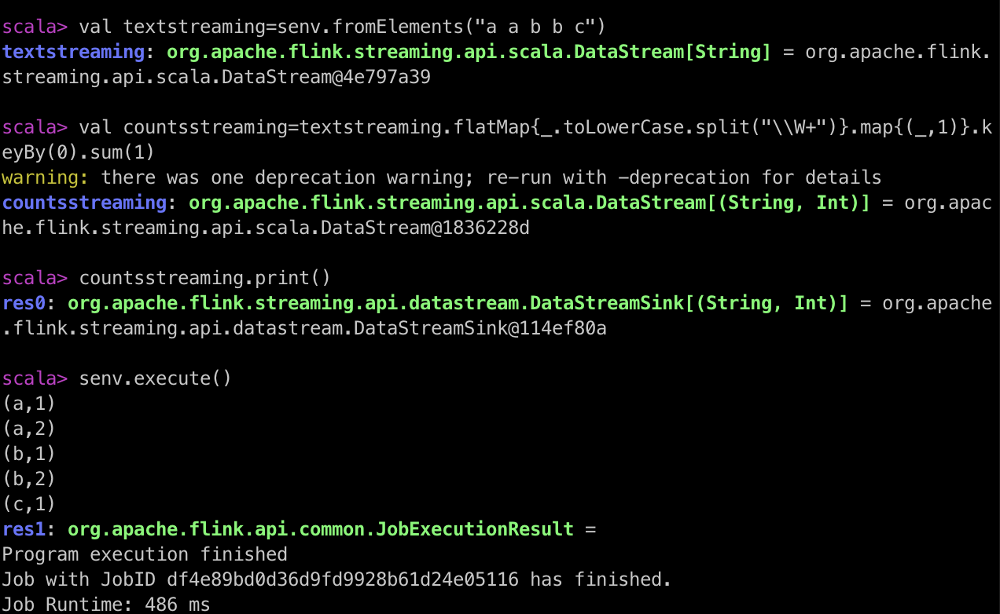 scala> val textstreaming=senv.fromElements("a a b b c")
textstreaming: org.apache.flink.streaming.api.scala.DataStream[String] = org.apache.flink.
streaming.api.scala.DataStream@4e797a39
scala> val countsstreaming=textstreaming.flatMap{_.toLowerCase.split("\\W+")}.map{(_,1)}.k
eyBy(0).sum(1)
warning: there was one deprecation warning; re-run with -deprecation for details
countsstreaming: org.apache.flink.streaming.api.scala.DataStream[(String, Int)] = org.apac
he.flink.streaming.api.scala.DataStream@1836228d
scala> countsstreaming.print()
res0: org.apache.flink.streaming.api.datastream.DataStreamSink[(String, Int)] = org.apache
.flink.streaming.api.datastream.DataStreamSink@114ef80a
scala> senv.execute()
(a,1)
(a,2)
(b,1)
(b,2)
(c,1)
res1: org.apache.flink.api.common.JobExecutionResult =
Program execution finished
Job with JobID df4e89bd0d36d9fd9928b61d24e05116 has finished.
Job Runtime: 486 ms